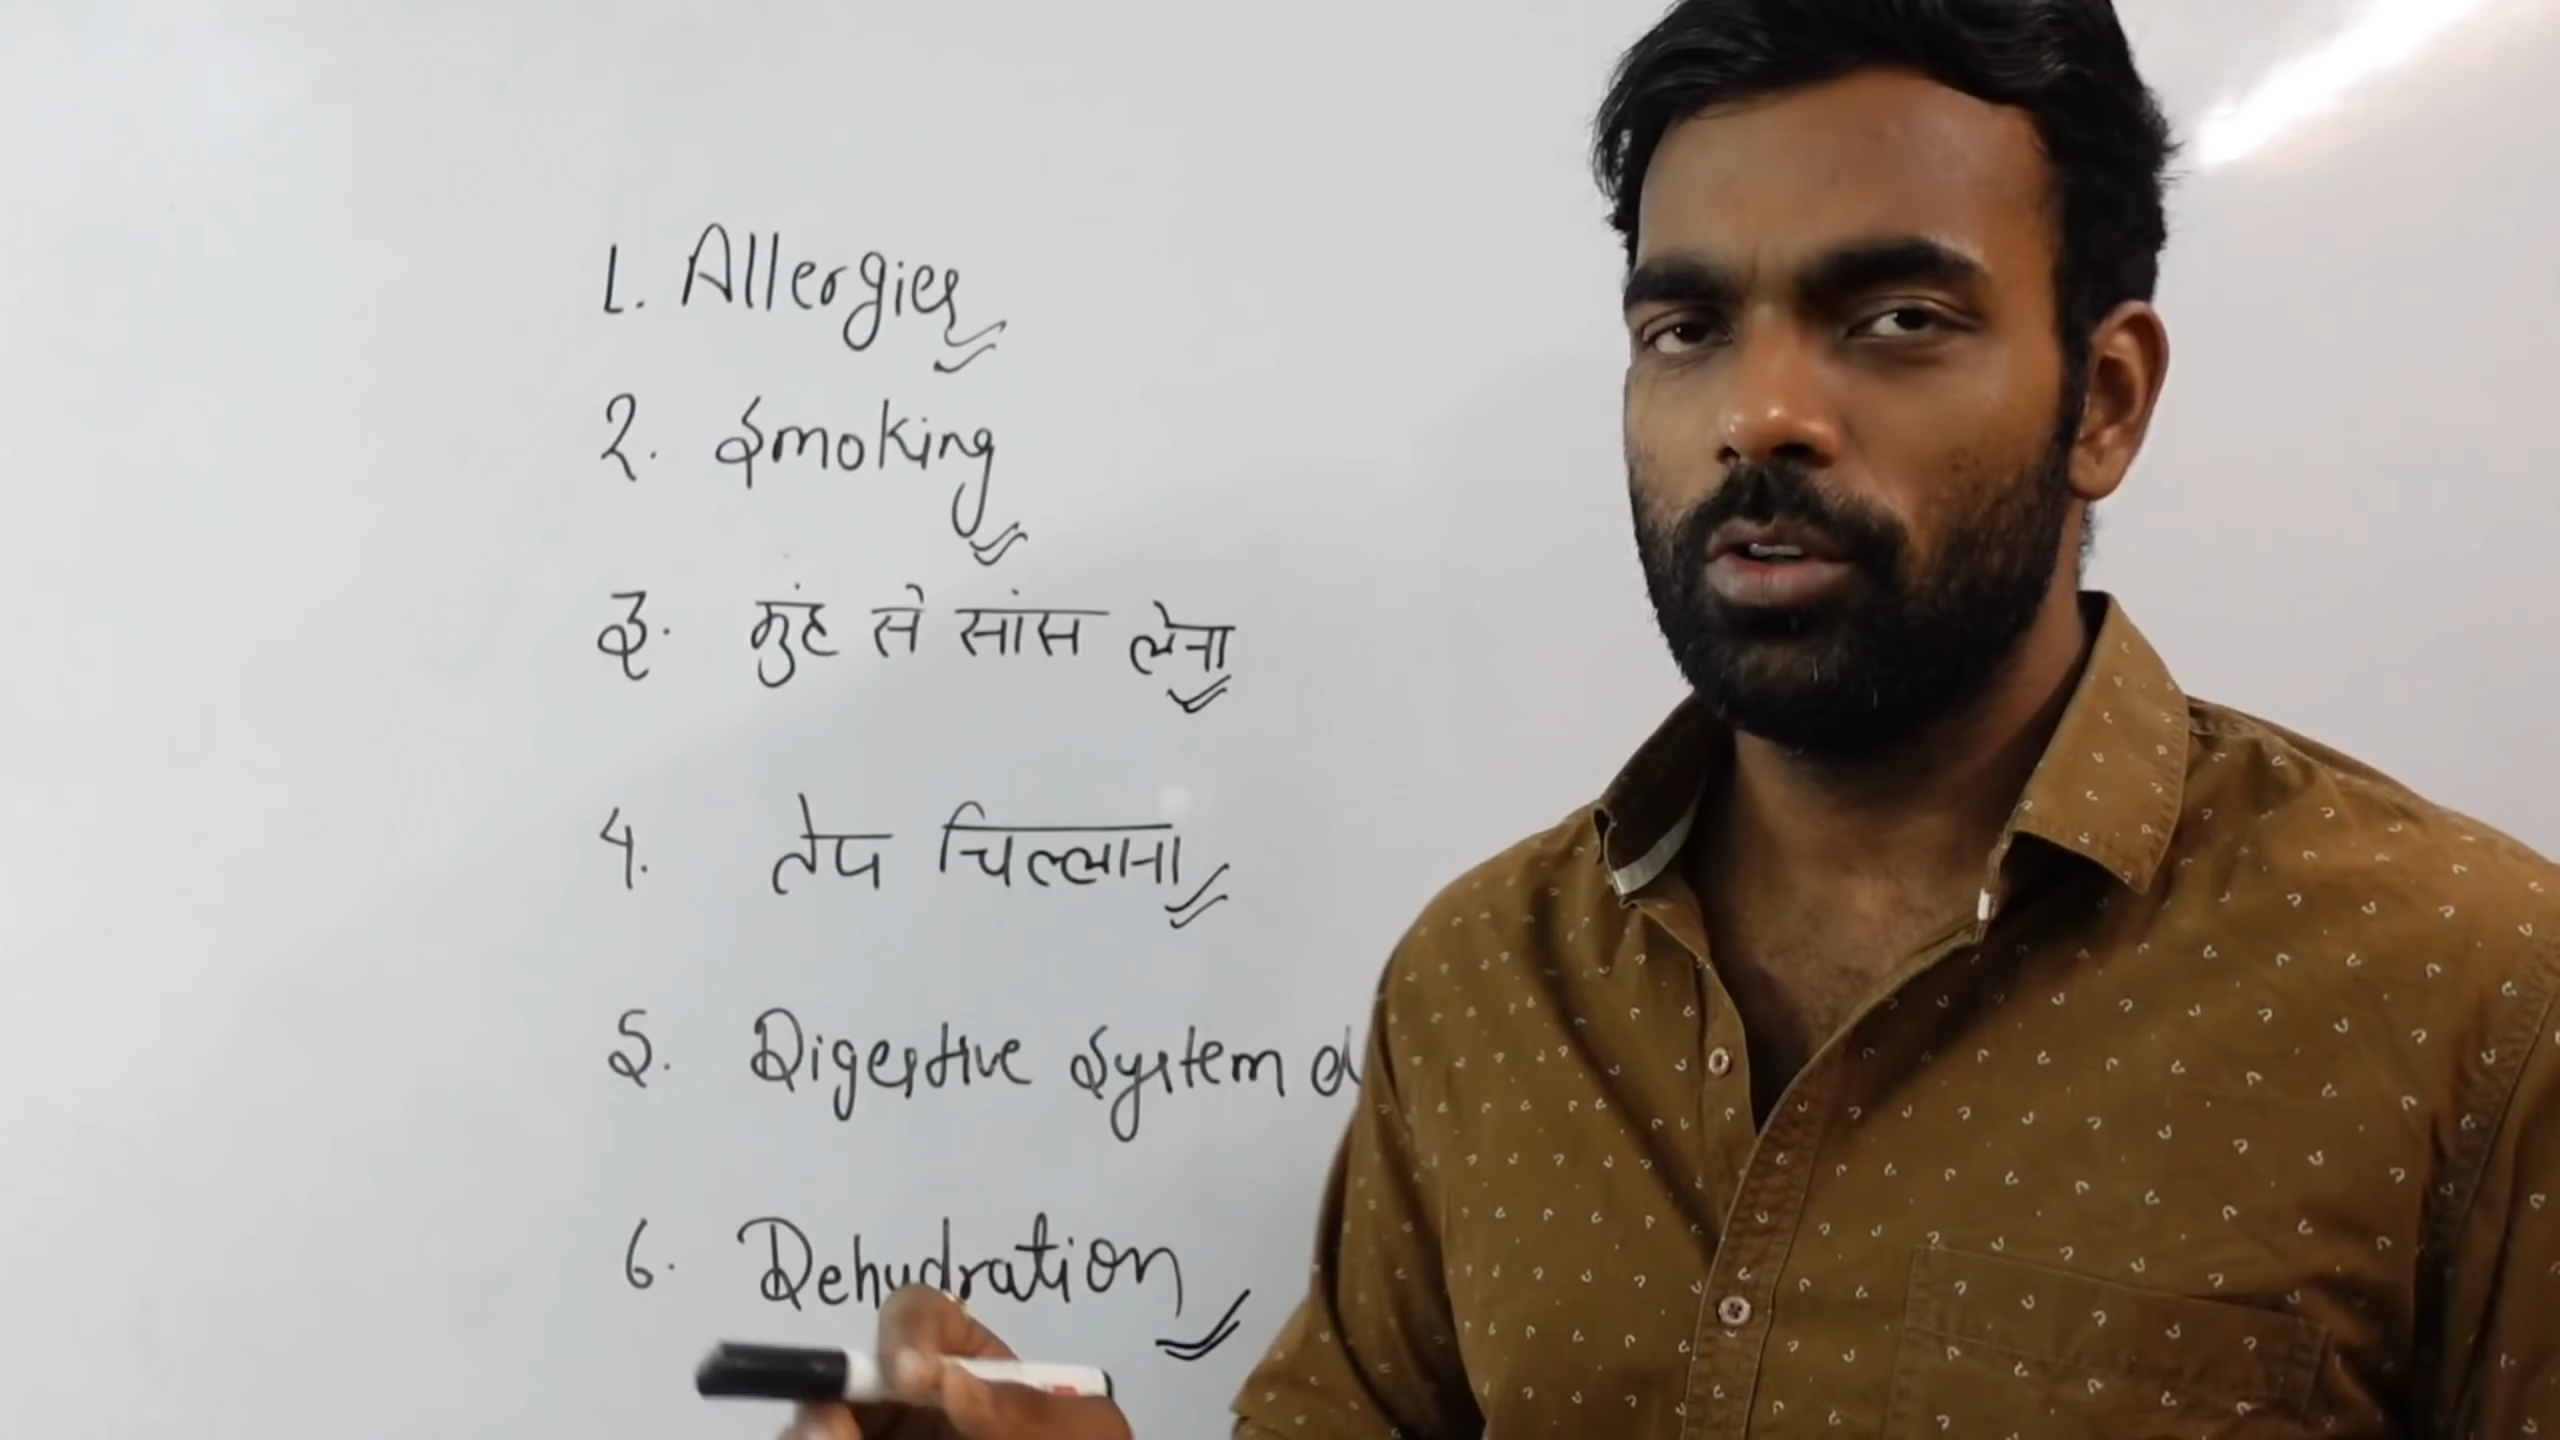 1. Allergies
2. Smoking
3. मुंह से सांस लेना
4. तेज चिल्लाना
5. Digestive System d
6. Dehydration